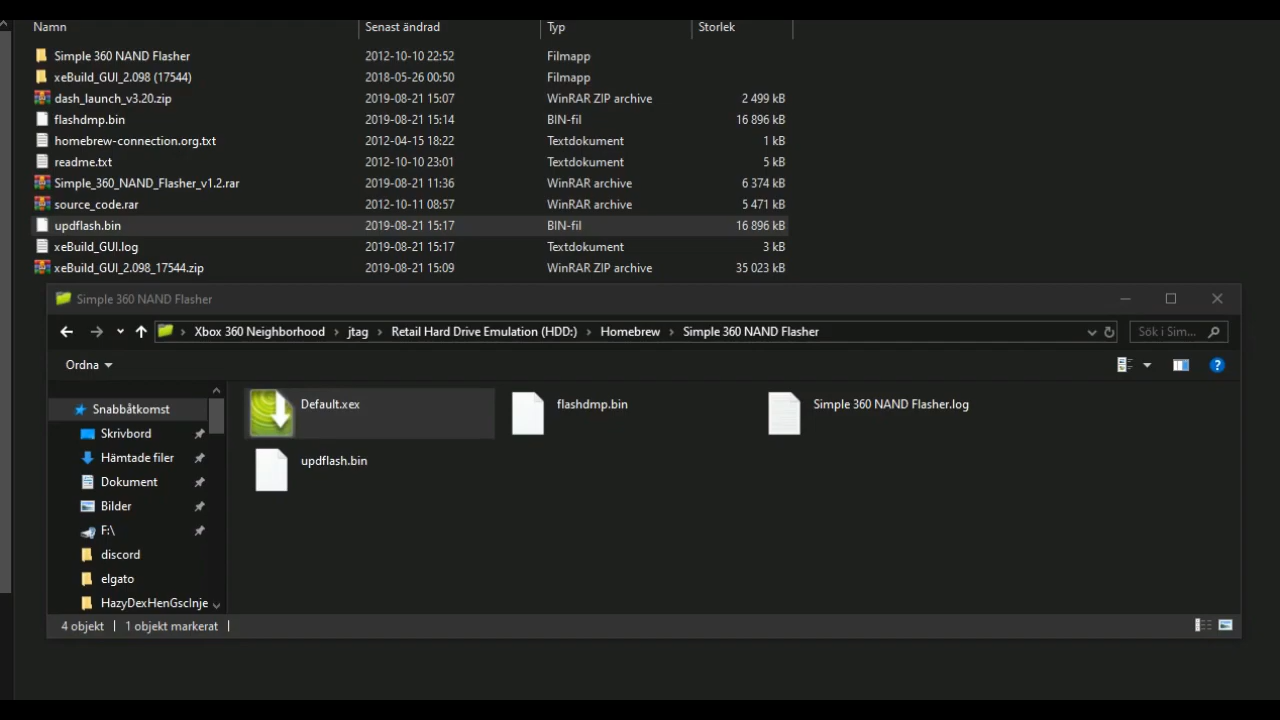 Namn Senast ändrad Typ Storlek
Simple 360 NAND Flasher 2012-10-10 22:52 Filmapp
xeBuild_GUI_2.098 (17544) 2018-05-26 00:50 Filmapp
dash_launch_v3.20.zip 2019-08-21 15:07 WinRAR ZIP archive 2 499 kB
flashdmp.bin 2019-08-21 15:14 BIN-fil 16 896 kB
homebrew-connection.org.txt 2012-04-15 18:22 Textdokument 1 kB
readme.txt 2012-10-10 23:01 Textdokument 5 kB
Simple_360_NAND_Flasher_v1.2.rar 2019-08-21 11:36 WinRAR archive 6 374 kB
source_code.rar 2012-10-11 08:57 WinRAR archive 5 471 kB
updflash.bin 2019-08-21 15:17 BIN-fil 16 896 kB
xeBuild_GUI.log 2019-08-21 15:17 Textdokument 3 kB
xeBuild_GUI_2.098_17544.zip 2019-08-21 15:09 WinRAR ZIP archive 35 023 kB
Simple 360 NAND Flasher
Xbox 360 Neighborhood › jtag › Retail Hard Drive Emulation (HDD:) › Homebrew › Simple 360 NAND Flasher Sök i Sim...
Ordna
Snabbåtkomst
Skrivbord
Hämtade filer
Dokument
Bilder
F:\
discord
elgato
HazyDexHenGscInje
Default.xex flashdmp.bin Simple 360 NAND Flasher.log
updflash.bin
4 objekt 1 objekt markerat